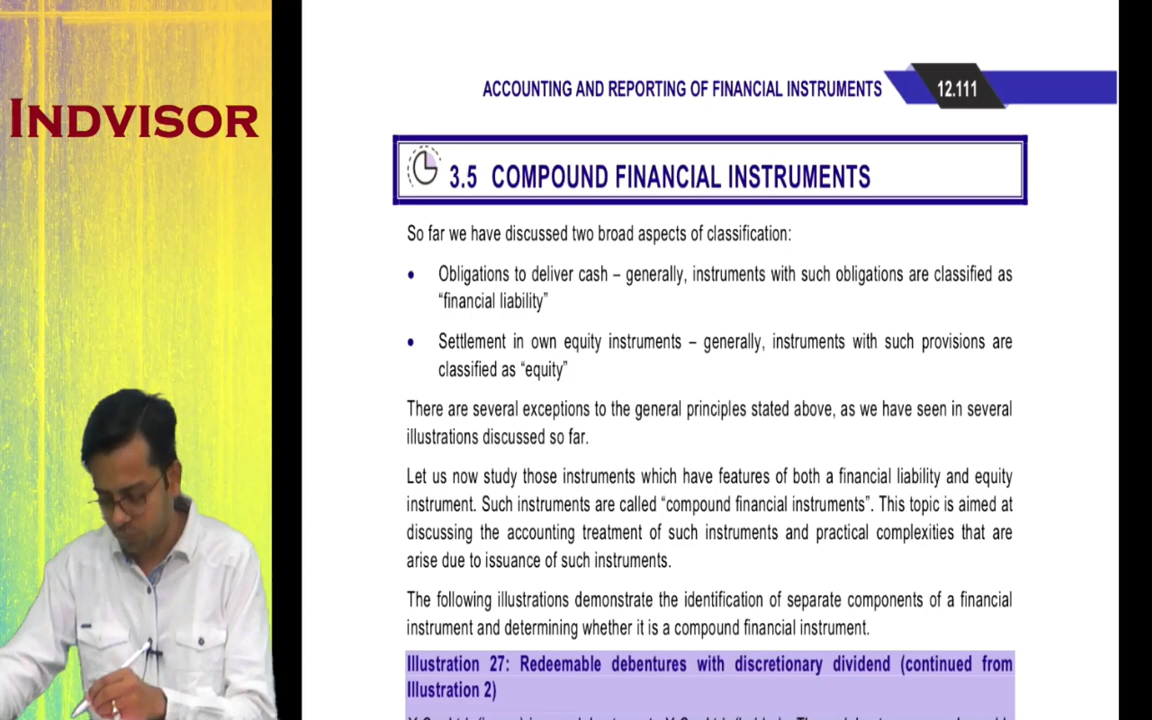 INDVISOR
ACCOUNTING AND REPORTING OF FINANCIAL INSTRUMENTS 12.111
3.5 COMPOUND FINANCIAL INSTRUMENTS
So far we have discussed two broad aspects of classification:
• Obligations to deliver cash – generally, instruments with such obligations are classified as
“financial liability”
• Settlement in own equity instruments – generally, instruments with such provisions are
classified as “equity”
There are several exceptions to the general principles stated above, as we have seen in several
illustrations discussed so far.
Let us now study those instruments which have features of both a financial liability and equity
instrument. Such instruments are called “compound financial instruments”. This topic is aimed at
discussing the accounting treatment of such instruments and practical complexities that are
arise due to issuance of such instruments.
The following illustrations demonstrate the identification of separate components of a financial
instrument and determining whether it is a compound financial instrument.
Illustration 27: Redeemable debentures with discretionary dividend (continued from
Illustration 2)